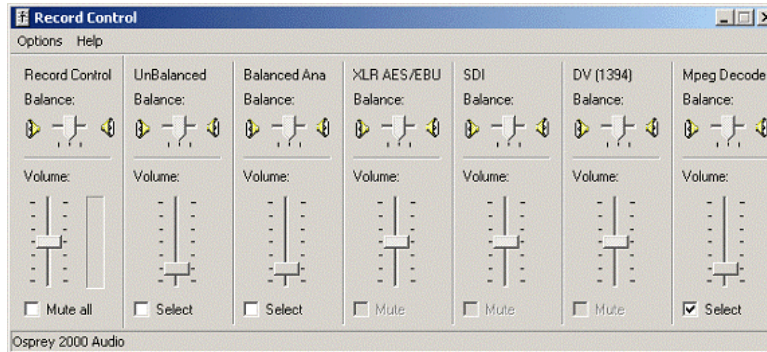 Record Control
Options Help
Record Control UnBalanced Balanced Ana XLR AES/EBU SDI DV (1394) Mpeg Decode
Balance: Balance: Balance: Balance: Balance: Balance: Balance:
Volume: Volume: Volume: Volume: Volume: Volume: Volume:
Mute all Select Select Mute Mute Mute Select
Osprey 2000 Audio